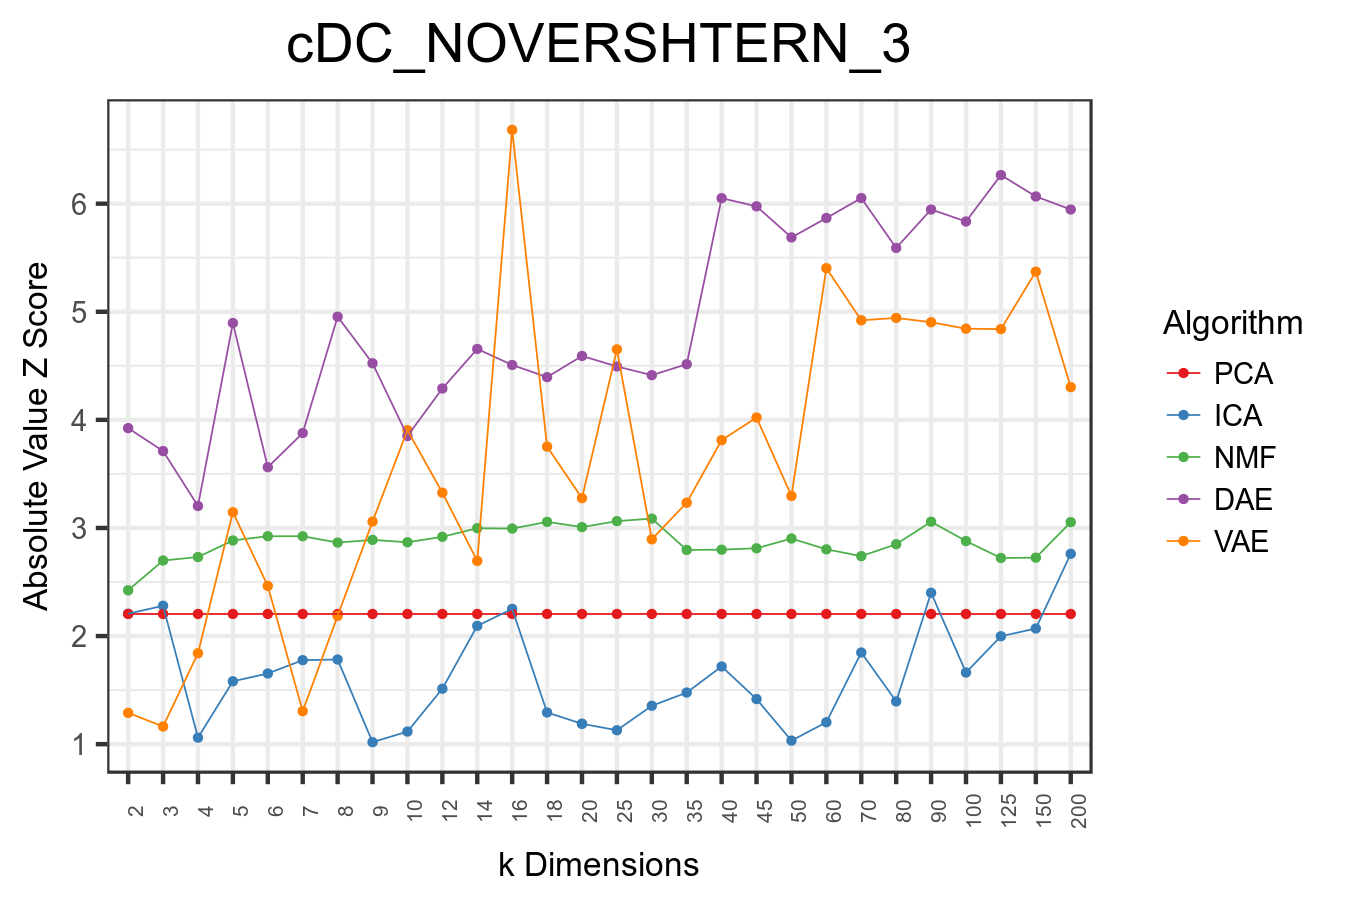 cDC_NOVERSHTERN_3
Absolute Value Z Score
6
5
4
3
2
1
2 3 4 5 6 7 8 9 10 12 14 16 18 20 25 30 35 40 45 50 60 70 80 90 100 125 150 200
k Dimensions
Algorithm
PCA
ICA
NMF
DAE
VAE